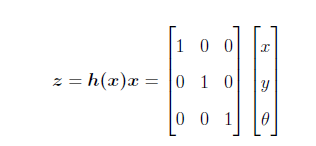 z = h(x)x = [1 0 0; 0 1 0; 0 0 1] [x; y; θ]